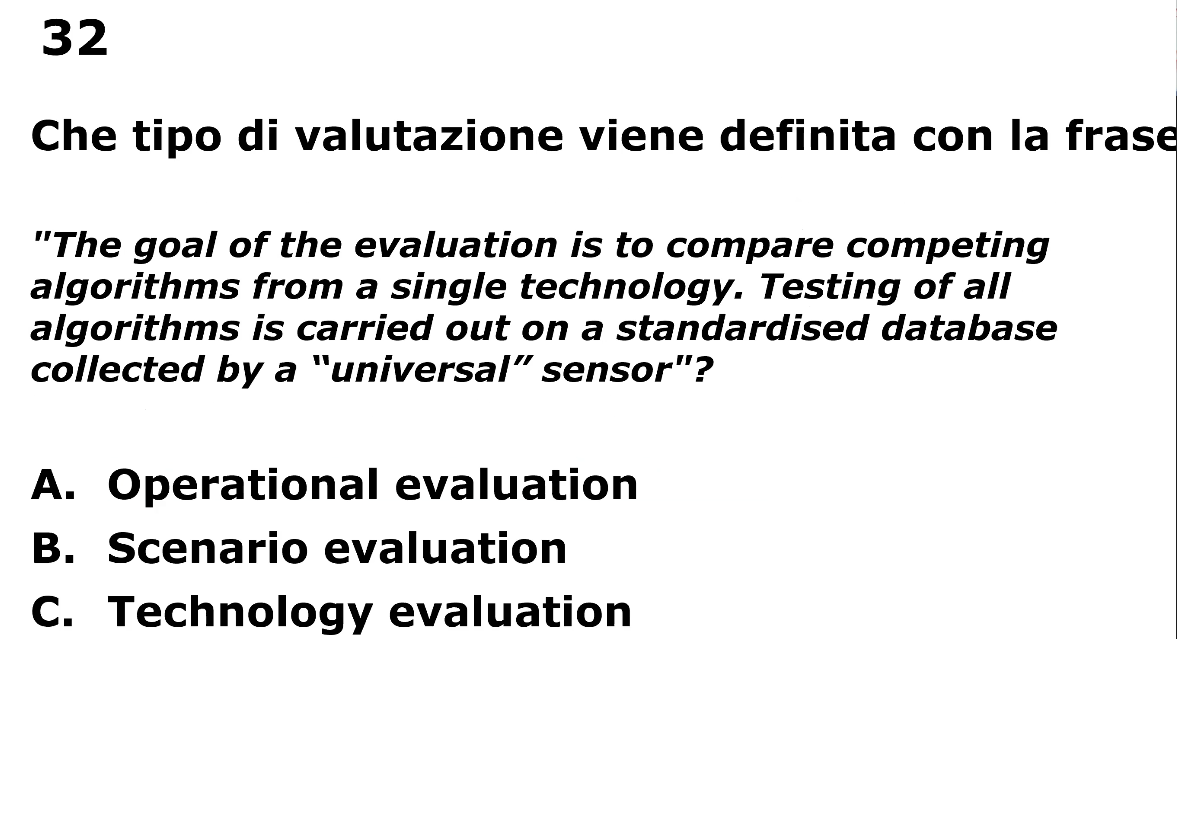 32
Che tipo di valutazione viene definita con la frase
"The goal of the evaluation is to compare competing
algorithms from a single technology. Testing of all
algorithms is carried out on a standardised database
collected by a “universal” sensor"?
A. Operational evaluation
B. Scenario evaluation
C. Technology evaluation